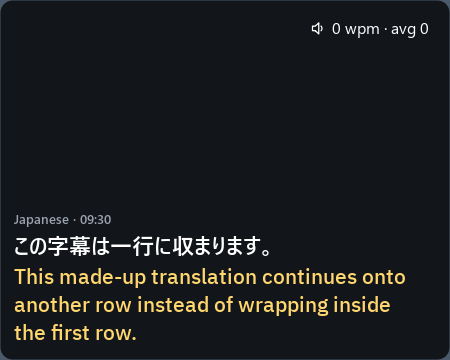 0 wpm · avg 0
Japanese · 09:30
この字幕は一行に収まります。
This made-up translation continues onto
another row instead of wrapping inside
the first row.